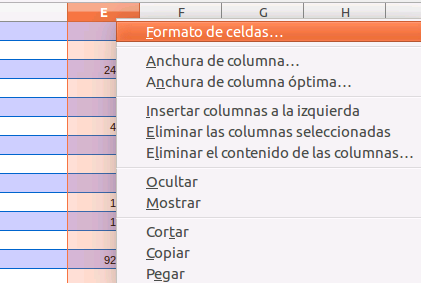 E F G H
Formato de celdas...
Anchura de columna...
24
Anchura de columna óptima...
Insertar columnas a la izquierda
4
Eliminar las columnas seleccionadas
Eliminar el contenido de las columnas...
Ocultar
1
Mostrar
1
Cortar
92
Copiar
Pegar